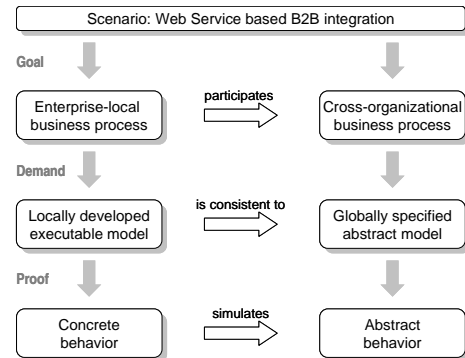 Scenario: Web Service based B2B integration
Goal
Enterprise-local
business process
participates
Cross-organizational
business process
Demand
Locally developed
executable model
is consistent to
Globally specified
abstract model
Proof
Concrete
behavior
simulates
Abstract
behavior